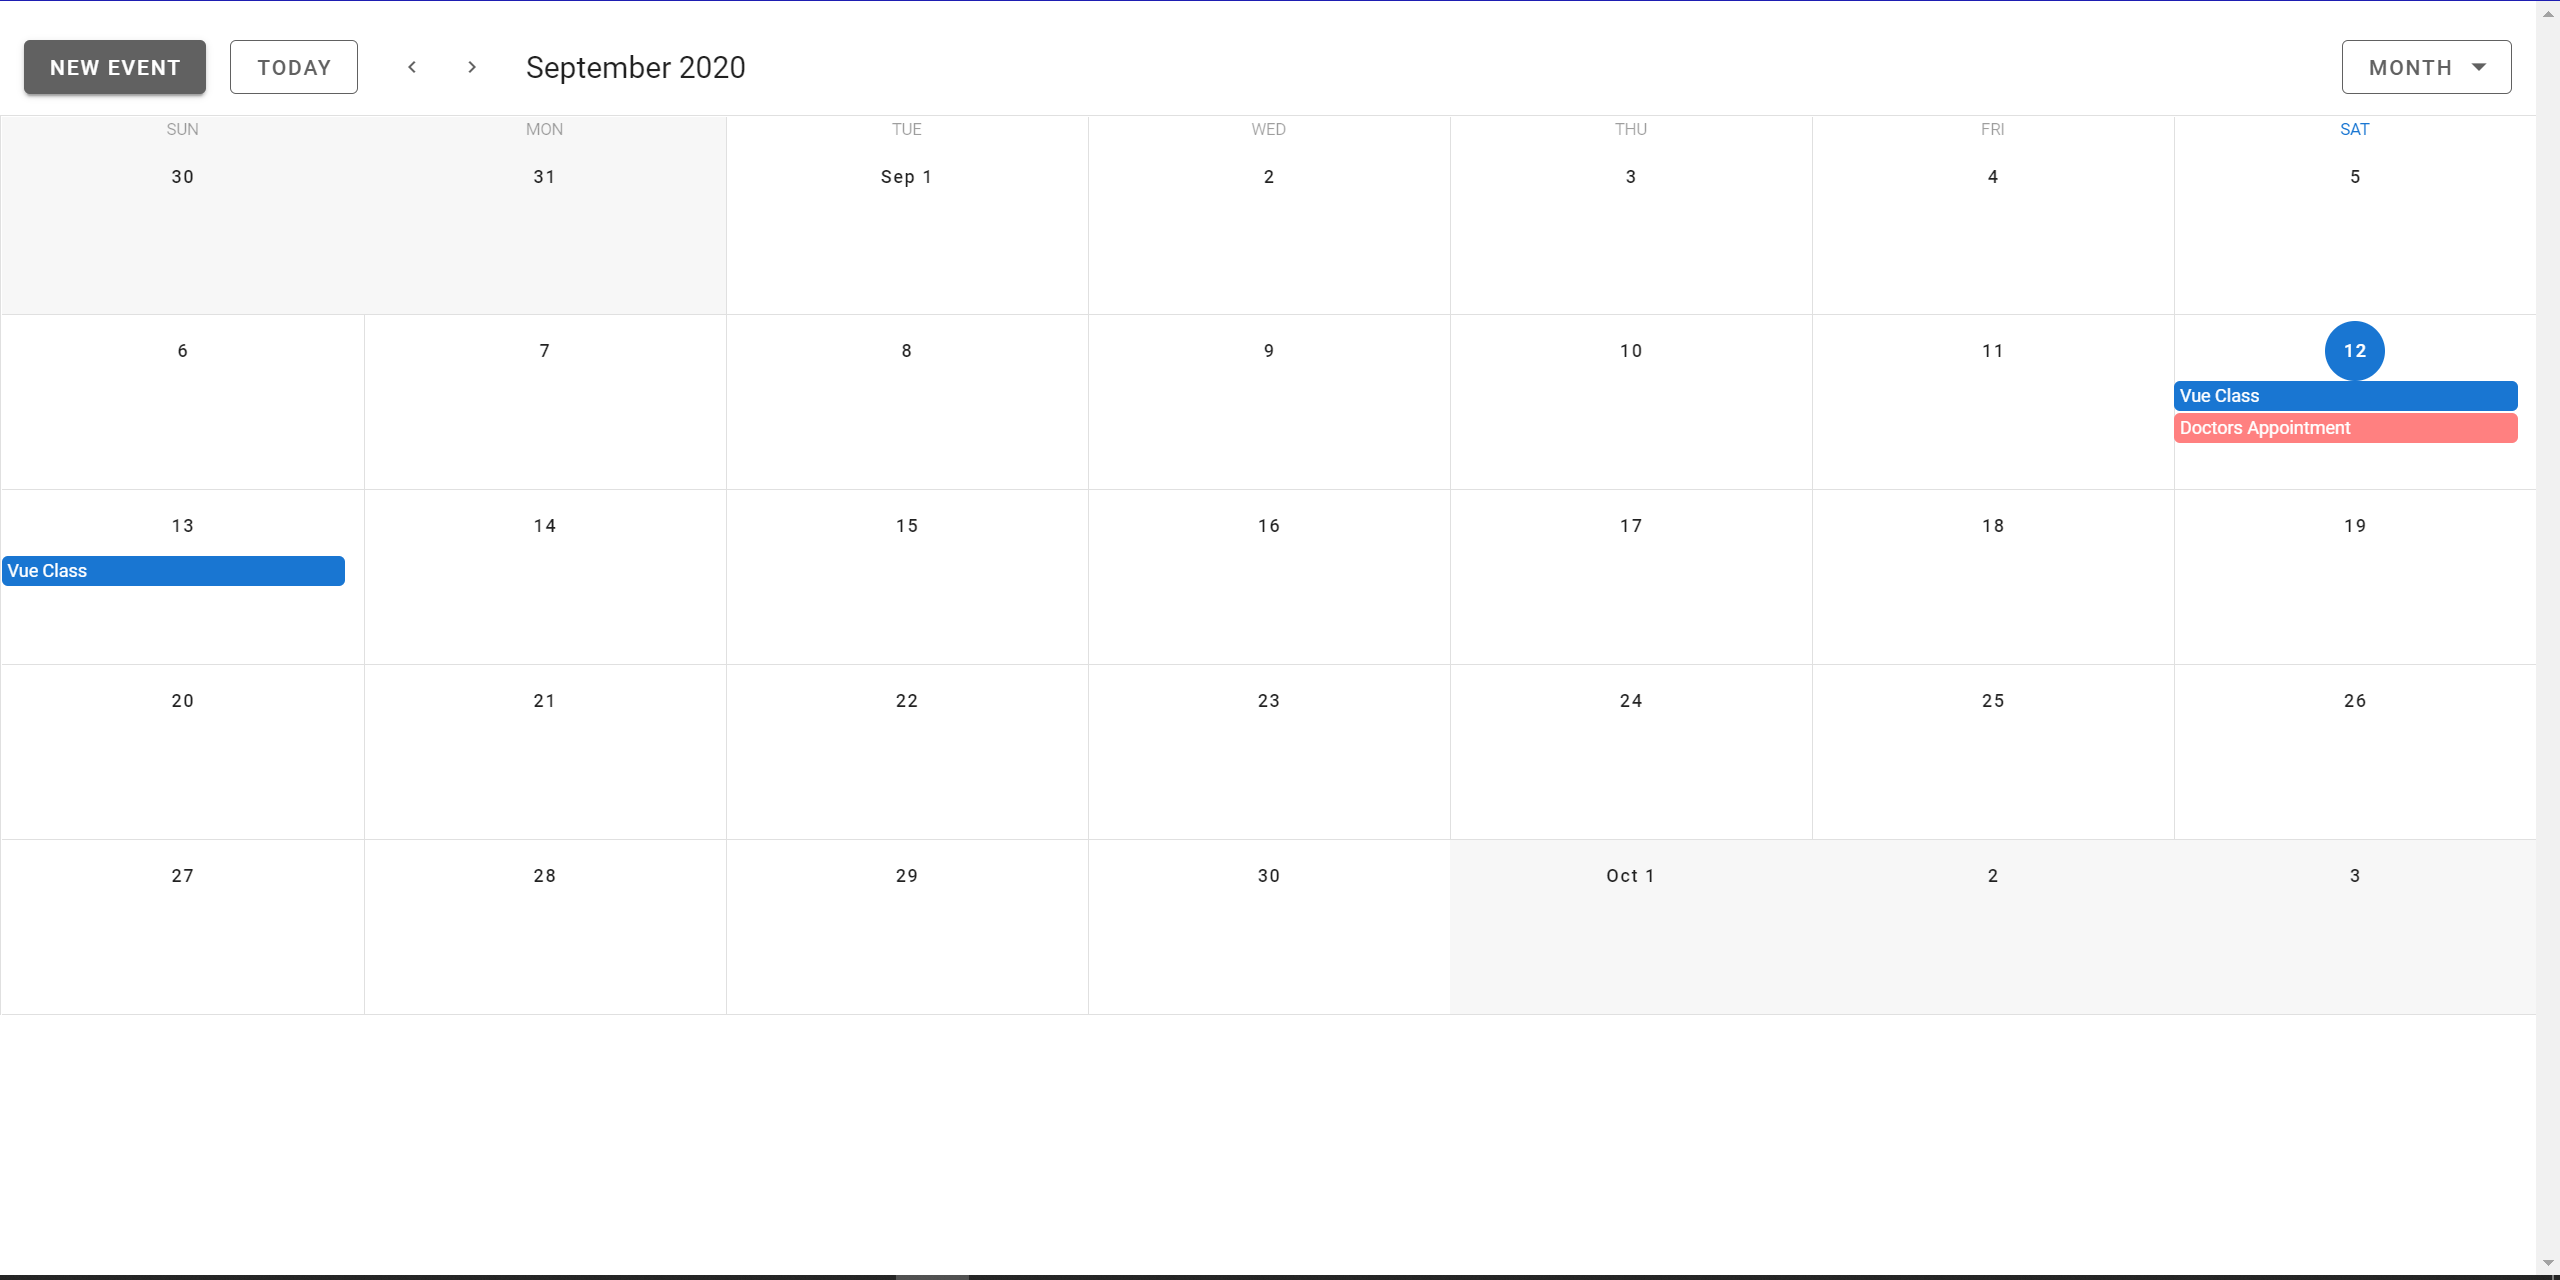 NEW EVENT TODAY September 2020 MONTH
SUN MON TUE WED THU FRI SAT
30 31 Sep 1 2 3 4 5
6 7 8 9 10 11 12
Vue Class
Doctors Appointment
13 14 15 16 17 18 19
Vue Class
20 21 22 23 24 25 26
27 28 29 30 Oct 1 2 3